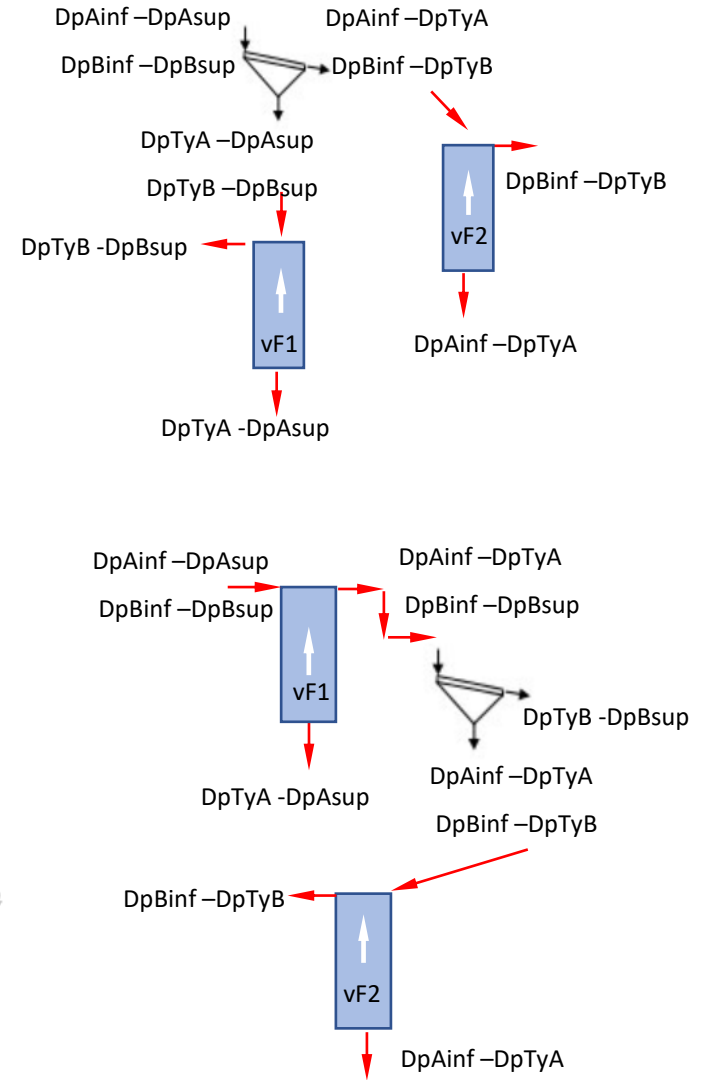 DpAinf –DpAsup
DpAinf –DpTyA
DpBinf –DpBsup
DpBinf –DpTyB
DpTyA –DpAsup
DpTyB –DpBsup
DpBinf –DpTyB
DpTyB -DpBsup
vF2
vF1
DpAinf –DpTyA
DpTyA -DpAsup
DpAinf –DpAsup
DpAinf –DpTyA
DpBinf –DpBsup
DpBinf –DpBsup
vF1
DpTyB -DpBsup
DpAinf –DpTyA
DpTyA -DpAsup
DpBinf –DpTyB
DpBinf –DpTyB
vF2
DpAinf –DpTyA